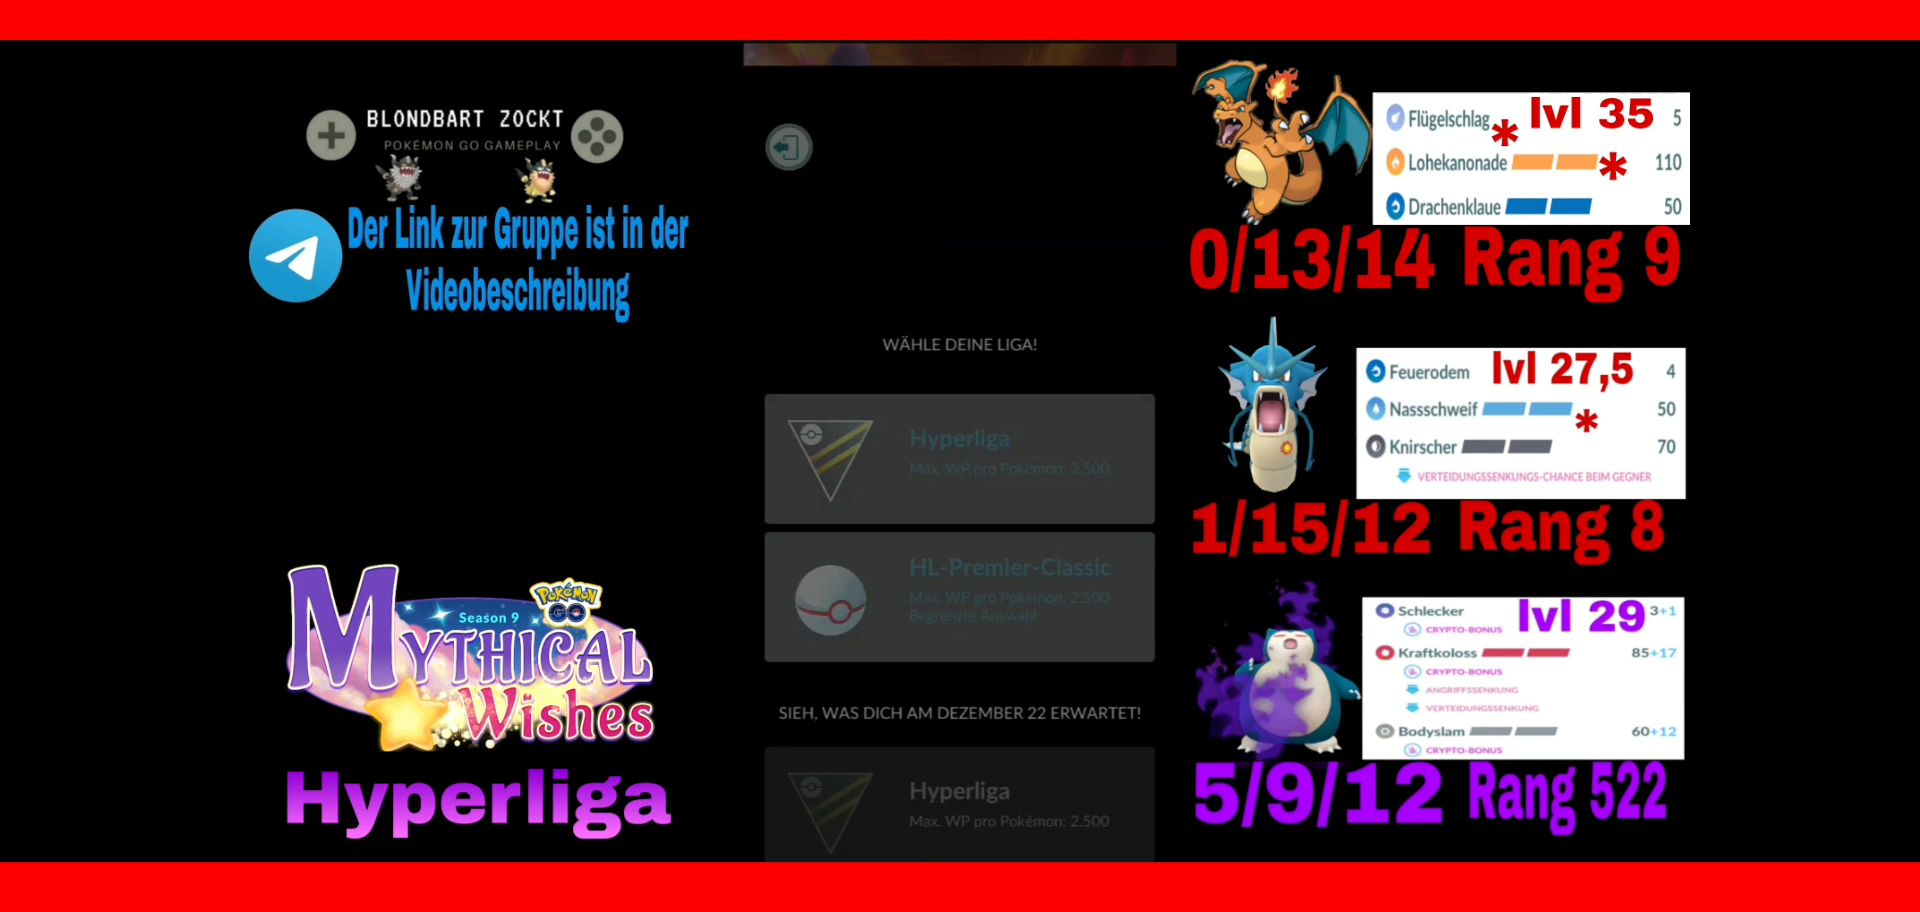 BLONDBART ZOCKT
POKÉMON GO GAMEPLAY
Der Link zur Gruppe ist in der
Videobeschreibung
Season 9
POKÉMON
GO
MYTHICAL
Wishes
Hyperliga
WÄHLE DEINE LIGA!
Hyperliga
Max. WP pro Pokémon: 2.500
HL-Premier-Classic
Max. WP pro Pokémon: 2.500
Begrenzte Auswahl
SIEH, WAS DICH AM DEZEMBER 22 ERWARTET!
Hyperliga
Max. WP pro Pokémon: 2.500
Flügelschlag * lvl 35 5
Lohekanonade * 110
Drachenklaue 50
0/13/14 Rang 9
Feuerodem lvl 27,5 4
Nassschweif * 50
Knirscher 70
VERTEIDUNGSSENKUNGS-CHANCE BEIM GEGNER
1/15/12 Rang 8
Schlecker lvl 29 3+1
CRYPTO-BONUS
Kraftkoloss 85+17
CRYPTO-BONUS
ANGRIFFSSENKUNG
VERTEIDUNGSSENKUNG
Bodyslam 60+12
CRYPTO-BONUS
5/9/12 Rang 522